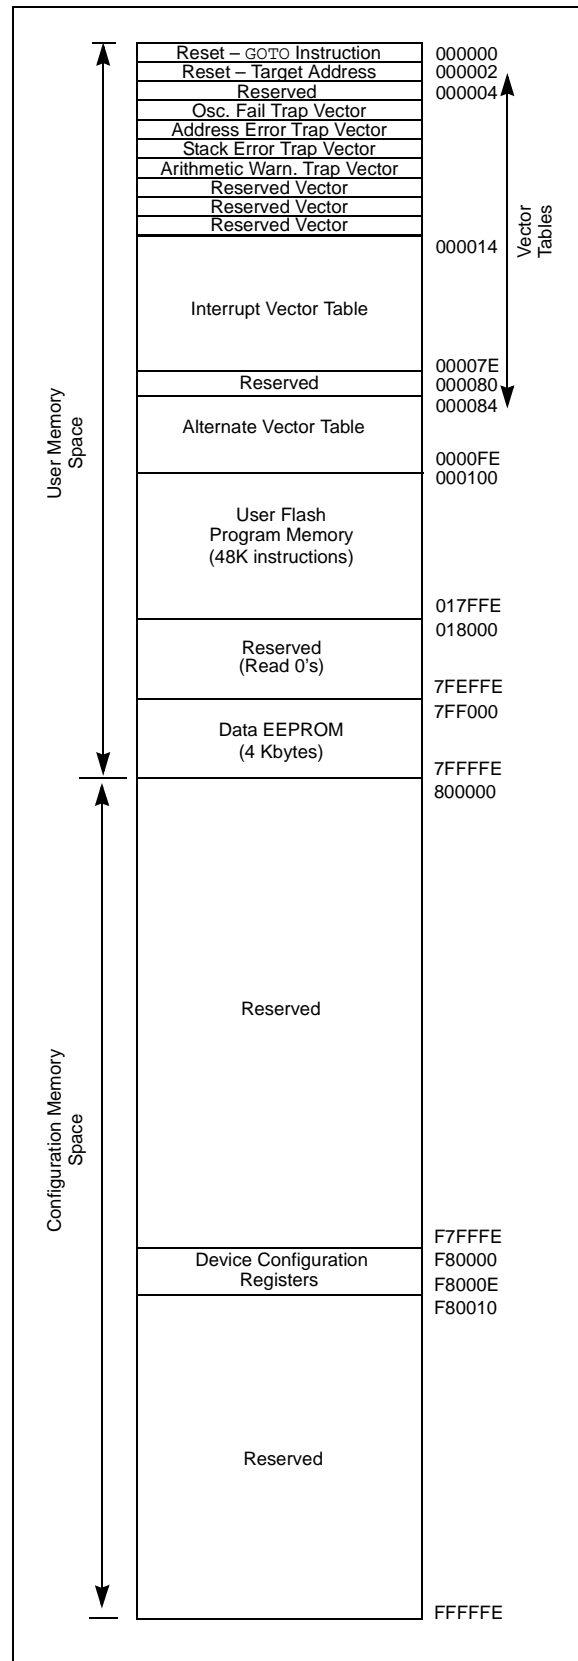 Reset – GOTO Instruction
000000
Reset – Target Address
000002
Reserved
000004
Osc. Fail Trap Vector
Address Error Trap Vector
Stack Error Trap Vector
Arithmetic Warn. Trap Vector
Reserved Vector
Reserved Vector
Reserved Vector
000014
Vector
Tables
Interrupt Vector Table
00007E
Reserved
000080
000084
Alternate Vector Table
0000FE
000100
User Memory
Space
User Flash
Program Memory
(48K instructions)
017FFE
018000
Reserved
(Read 0's)
7FEFFE
7FF000
Data EEPROM
(4 Kbytes)
7FFFFE
800000
Reserved
Configuration Memory
Space
F7FFFE
Device Configuration
Registers
F80000
F8000E
F80010
Reserved
FFFFFE